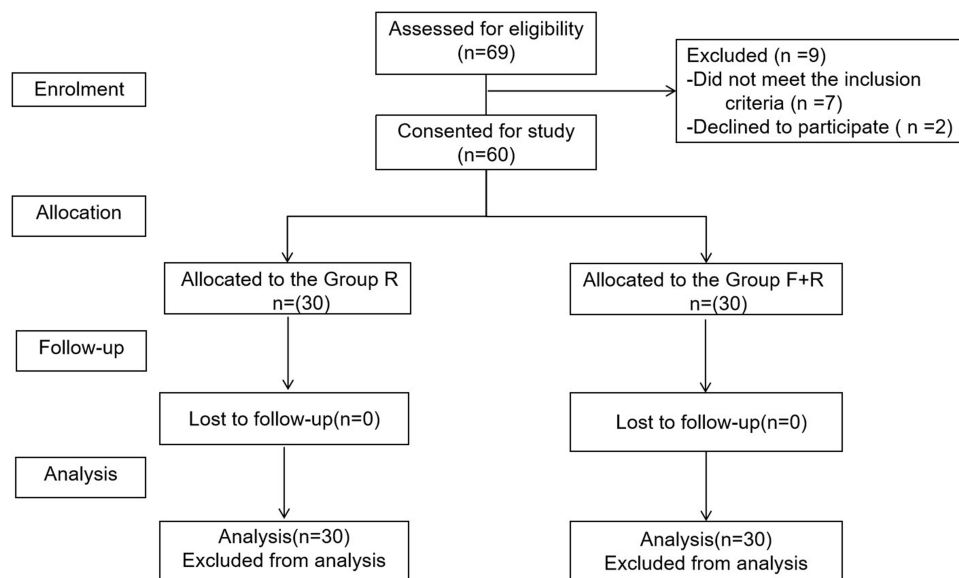 Assessed for eligibility
(n=69)
Excluded (n =9)
-Did not meet the inclusion
criteria (n =7)
-Declined to participate ( n =2)
Enrolment
Consented for study
(n=60)
Allocation
Allocated to the Group R
n=(30)
Allocated to the Group F+R
n=(30)
Follow-up
Lost to follow-up(n=0)
Lost to follow-up(n=0)
Analysis
Analysis(n=30)
Excluded from analysis
Analysis(n=30)
Excluded from analysis